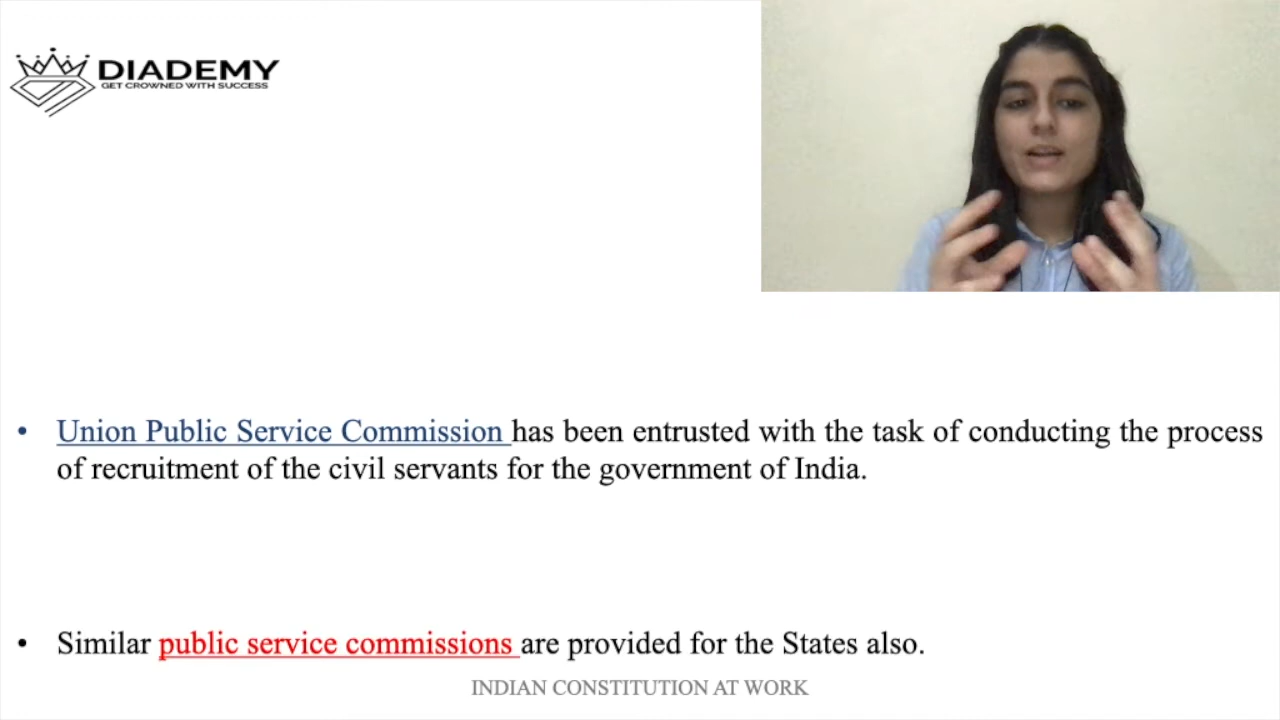 DIADEMY
GET CROWNED WITH SUCCESS
• Union Public Service Commission has been entrusted with the task of conducting the process
of recruitment of the civil servants for the government of India.
• Similar public service commissions are provided for the States also.
INDIAN CONSTITUTION AT WORK